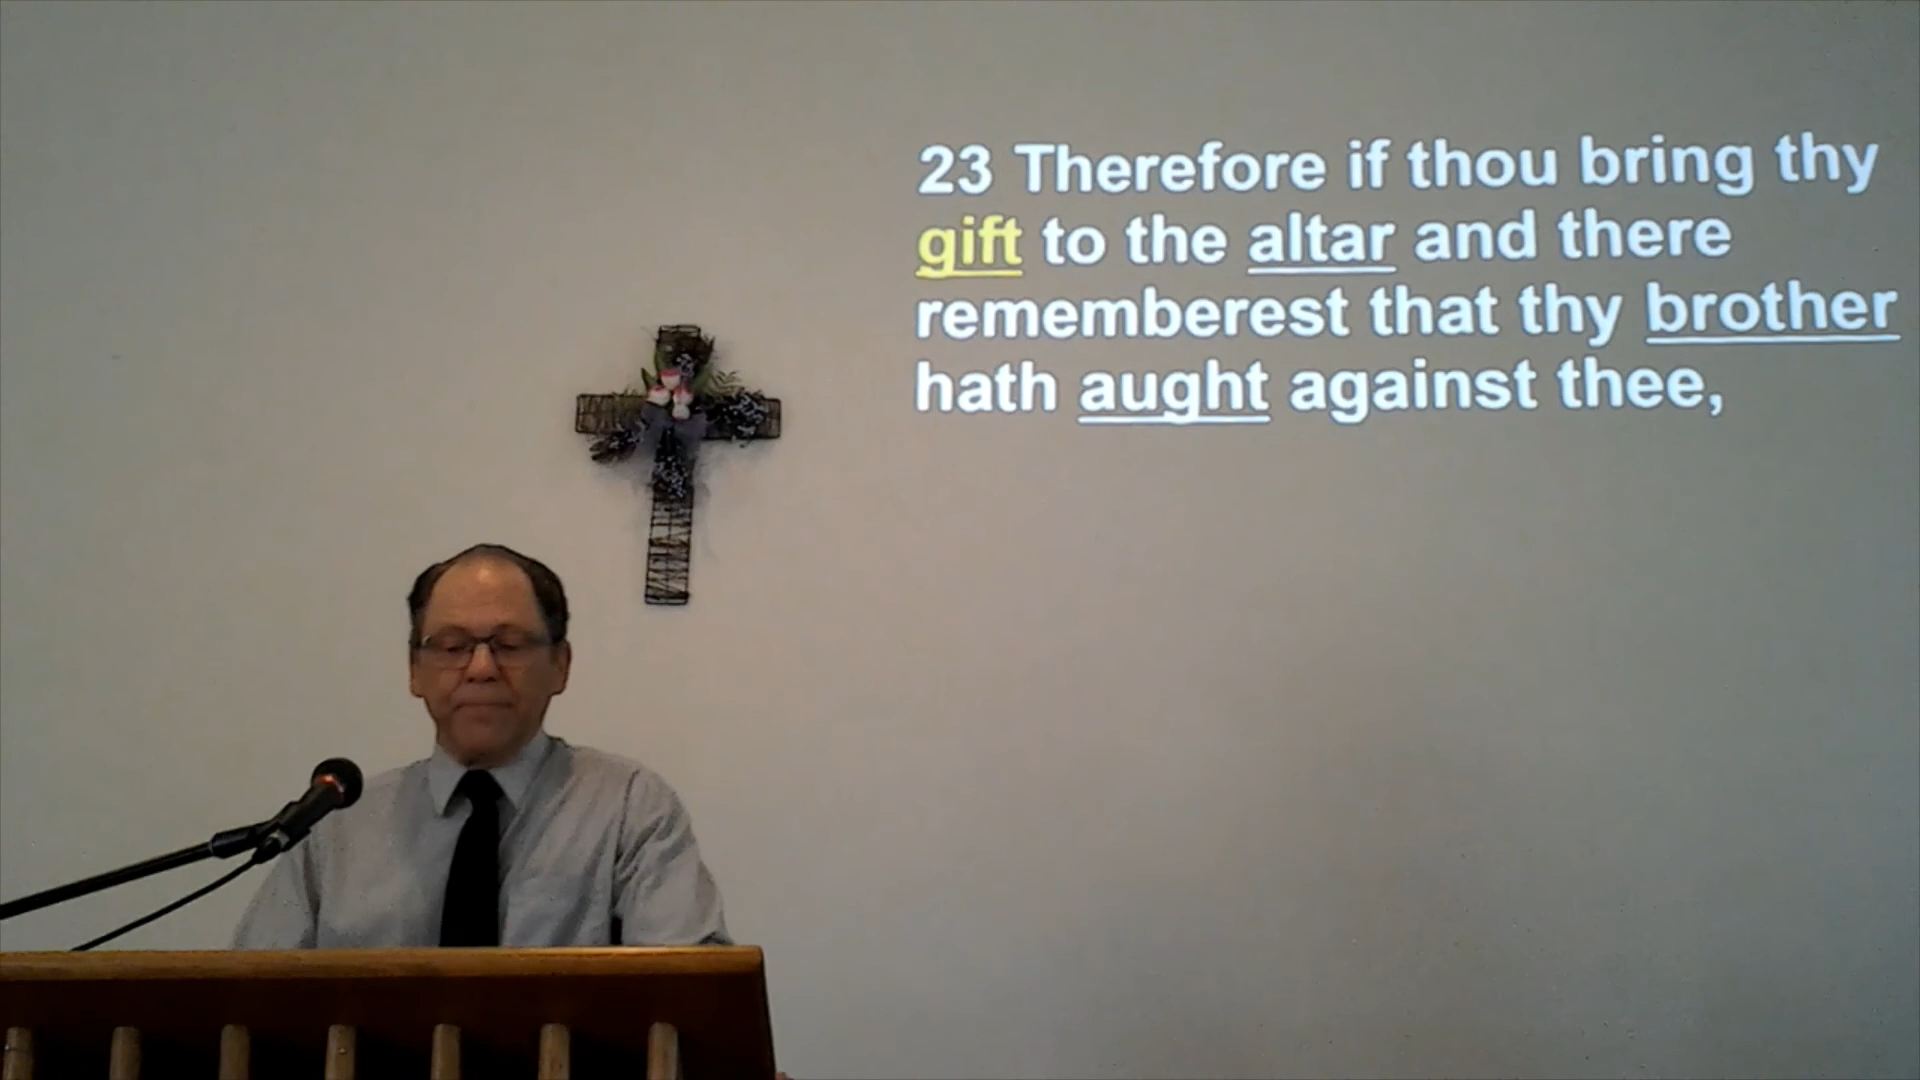 23 Therefore if thou bring thy
gift to the altar and there
rememberest that thy brother
hath aught against thee,